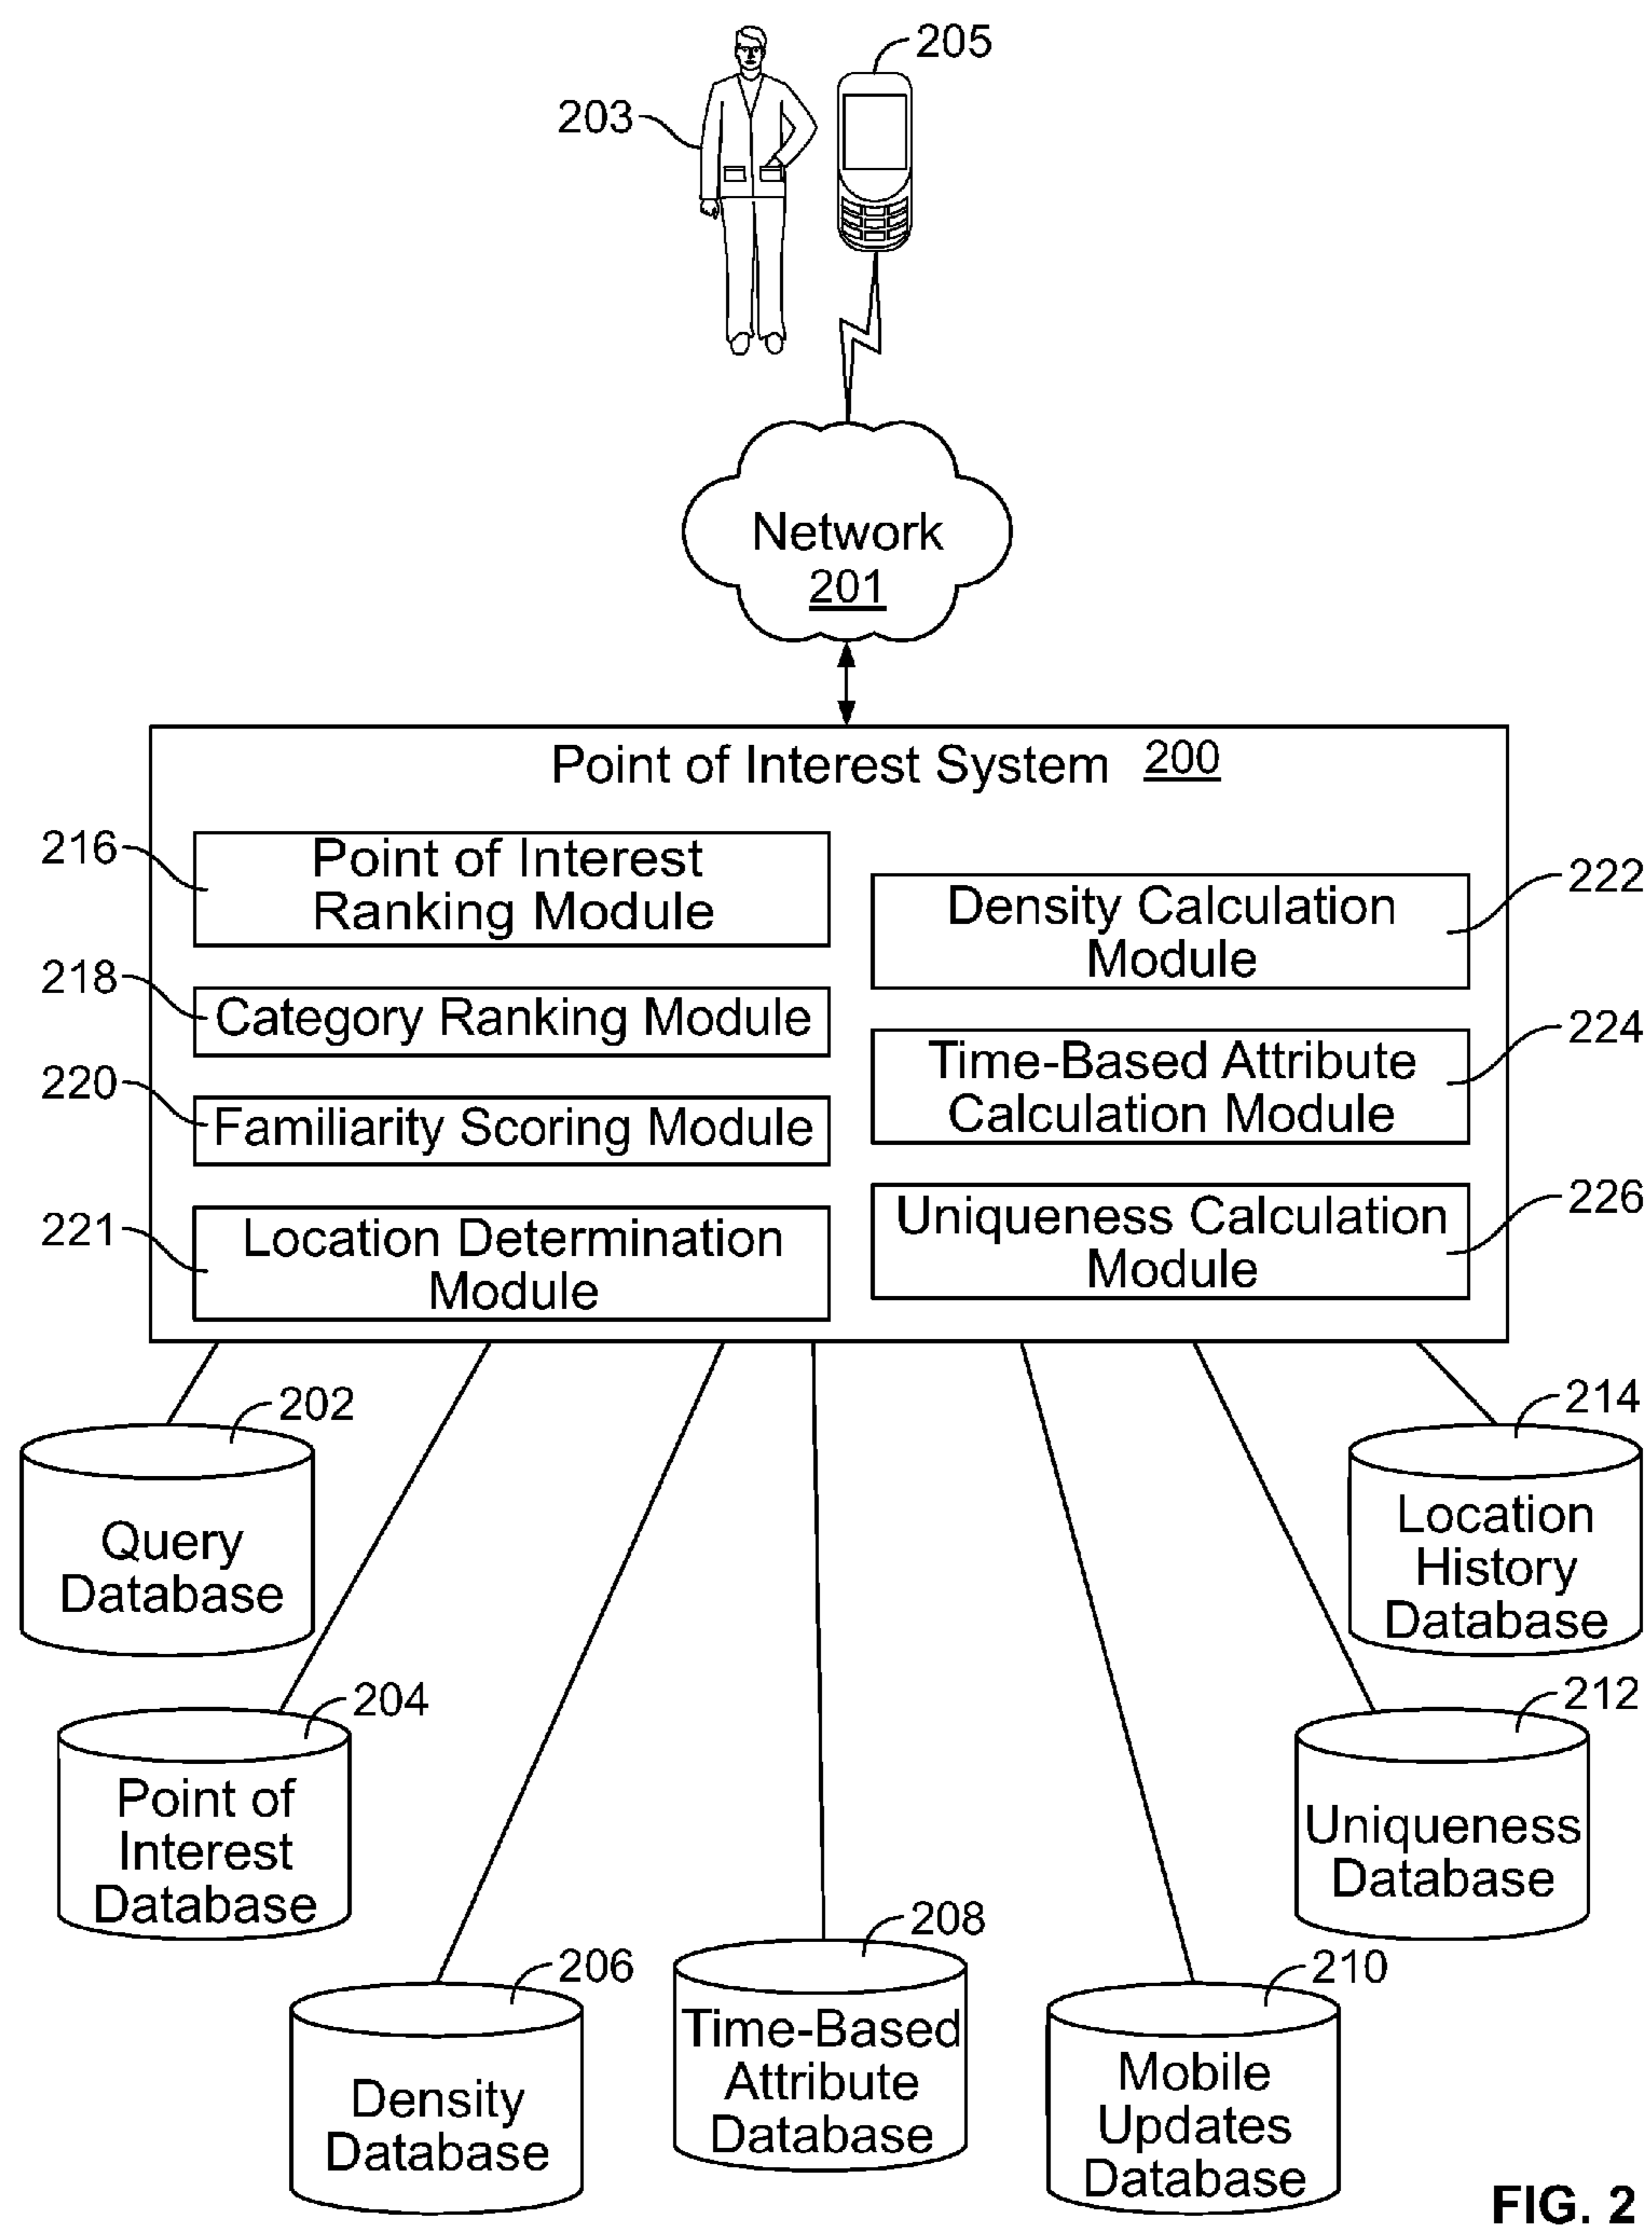 205
203
Network
201
Point of Interest System 200
216
Point of Interest
Ranking Module
218
Category Ranking Module
220
Familiarity Scoring Module
221
Location Determination
Module
222
Density Calculation
Module
224
Time-Based Attribute
Calculation Module
226
Uniqueness Calculation
Module
202
Query
Database
204
Point of
Interest
Database
206
Density
Database
208
Time-Based
Attribute
Database
210
Mobile
Updates
Database
212
Uniqueness
Database
214
Location
History
Database
FIG. 2